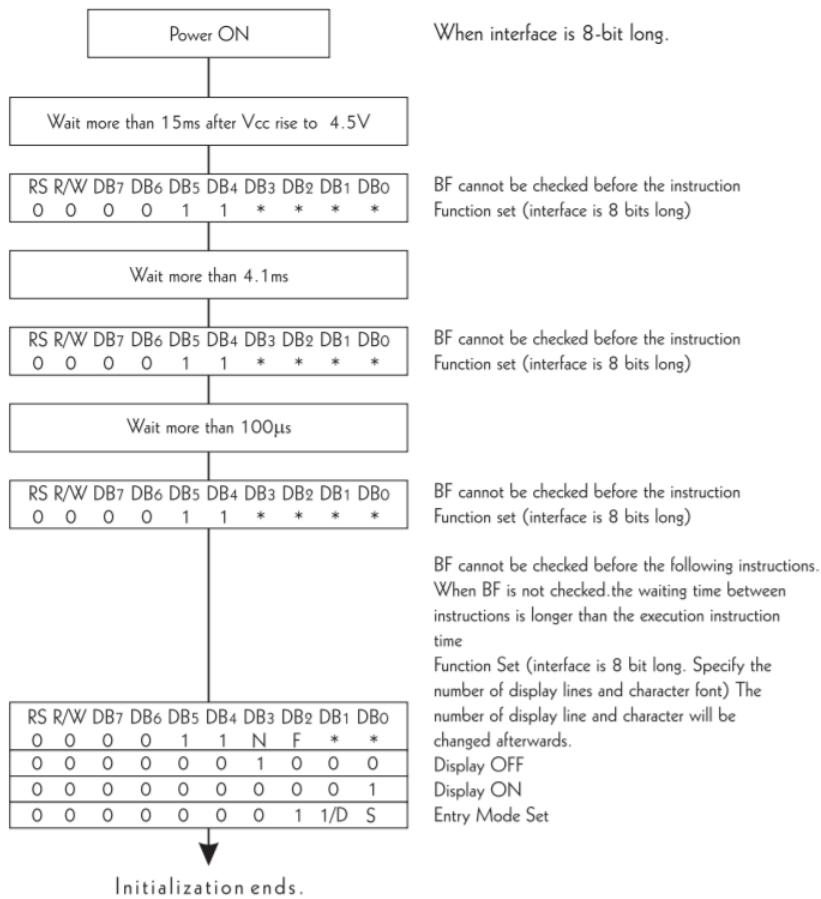 Power ON
When interface is 8-bit long.
Wait more than 15ms after Vcc rise to 4.5V
RS R/W DB7 DB6 DB5 DB4 DB3 DB2 DB1 DB0
0 0 0 0 1 1 * * * *
BF cannot be checked before the instruction
Function set (interface is 8 bits long)
Wait more than 4.1ms
RS R/W DB7 DB6 DB5 DB4 DB3 DB2 DB1 DB0
0 0 0 0 1 1 * * * *
BF cannot be checked before the instruction
Function set (interface is 8 bits long)
Wait more than 100µs
RS R/W DB7 DB6 DB5 DB4 DB3 DB2 DB1 DB0
0 0 0 0 1 1 * * * *
BF cannot be checked before the instruction
Function set (interface is 8 bits long)
BF cannot be checked before the following instructions.
When BF is not checked.the waiting time between
instructions is longer than the execution instruction
time
Function Set (interface is 8 bit long. Specify the
number of display lines and character font) The
number of display line and character will be
changed afterwards.
RS R/W DB7 DB6 DB5 DB4 DB3 DB2 DB1 DB0
0 0 0 0 1 1 N F * *
0 0 0 0 0 0 1 0 0 0
Display OFF
0 0 0 0 0 0 0 0 0 1
Display ON
0 0 0 0 0 0 0 1 1/D S
Entry Mode Set
Initialization ends.